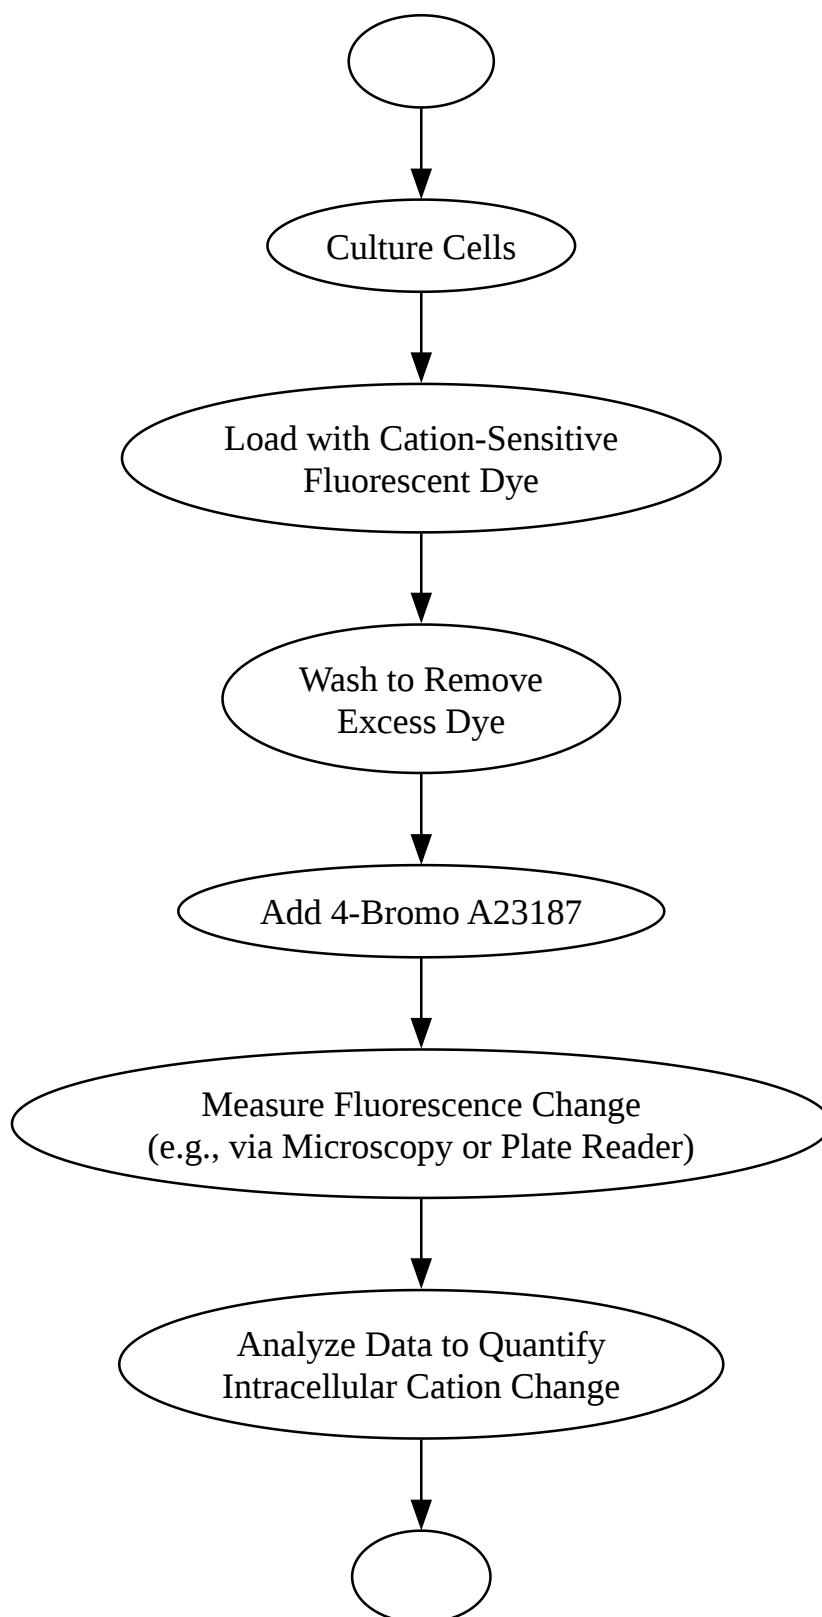 Culture Cells
Load with Cation-Sensitive
Fluorescent Dye
Wash to Remove
Excess Dye
Add 4-Bromo A23187
Measure Fluorescence Change
(e.g., via Microscopy or Plate Reader)
Analyze Data to Quantify
Intracellular Cation Change